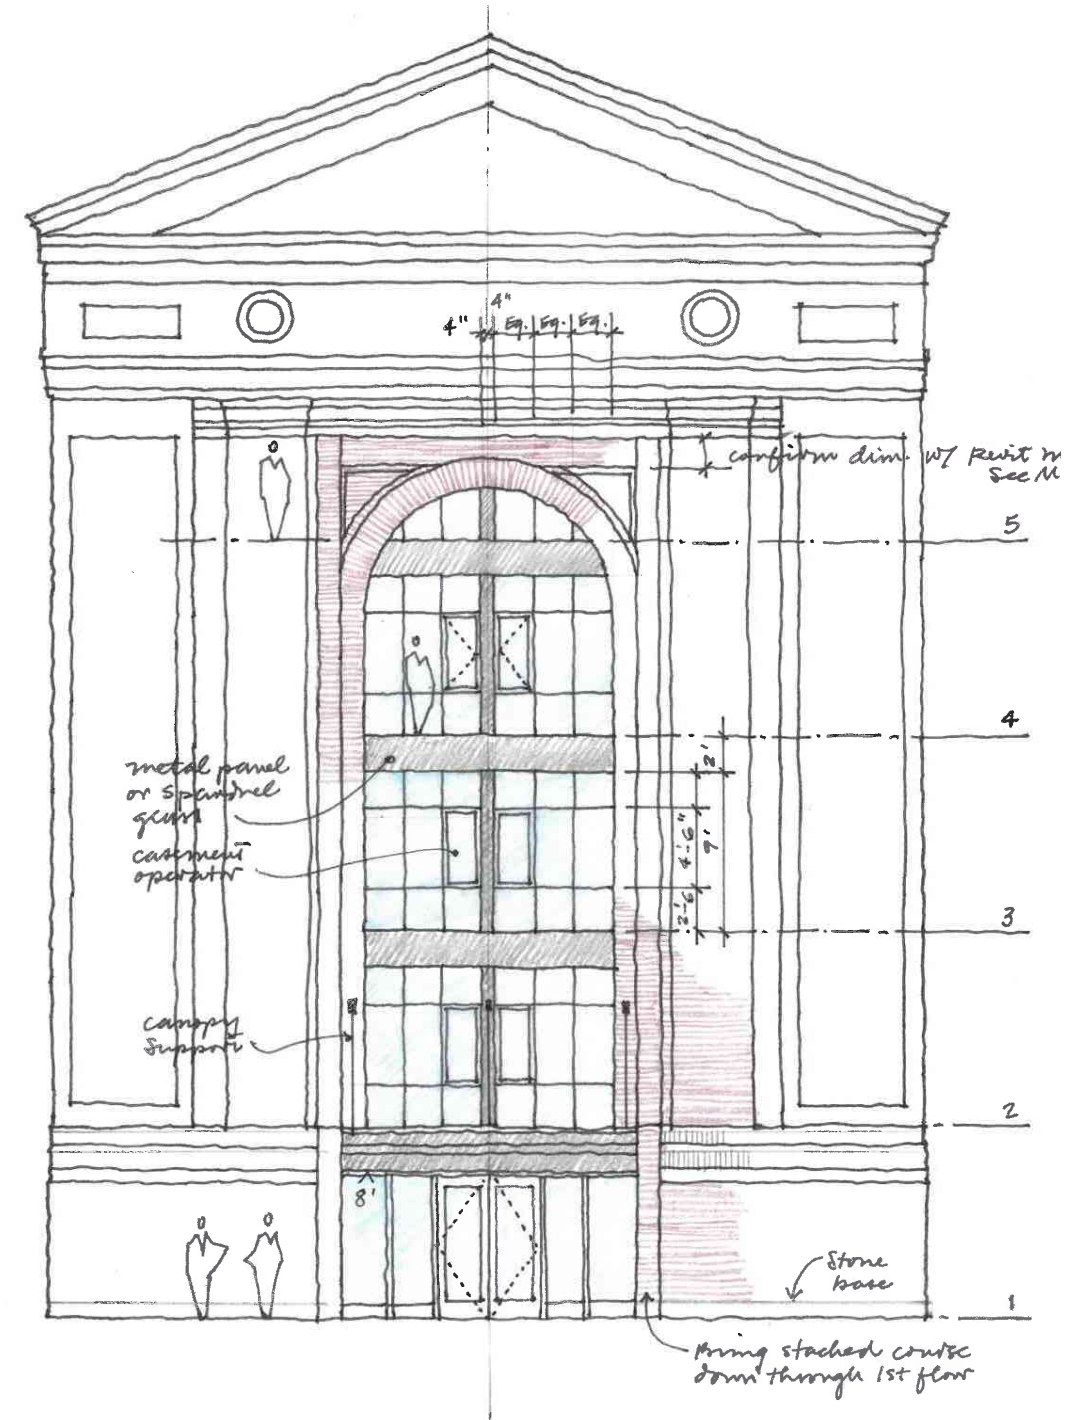 4"
4" Eq. Eq. Eq.
confirm dim. w/ Revit m
See M
5
4
2'
metal panel
or spandrel
glass
casement
operator
4'-6"
9'
2'-6
3
canopy
support
2
8'
Stone
base
1
Bring stacked course
down through 1st floor